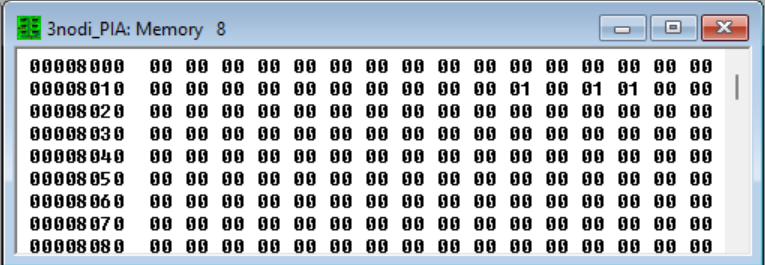 3nodi_PIA: Memory 8
00008000 00 00 00 00 00 00 00 00 00 00 00 00 00 00 00 00
00008010 00 00 00 00 00 00 00 00 00 00 01 00 01 01 00 00
00008020 00 00 00 00 00 00 00 00 00 00 00 00 00 00 00 00
00008030 00 00 00 00 00 00 00 00 00 00 00 00 00 00 00 00
00008040 00 00 00 00 00 00 00 00 00 00 00 00 00 00 00 00
00008050 00 00 00 00 00 00 00 00 00 00 00 00 00 00 00 00
00008060 00 00 00 00 00 00 00 00 00 00 00 00 00 00 00 00
00008070 00 00 00 00 00 00 00 00 00 00 00 00 00 00 00 00
00008080 00 00 00 00 00 00 00 00 00 00 00 00 00 00 00 00